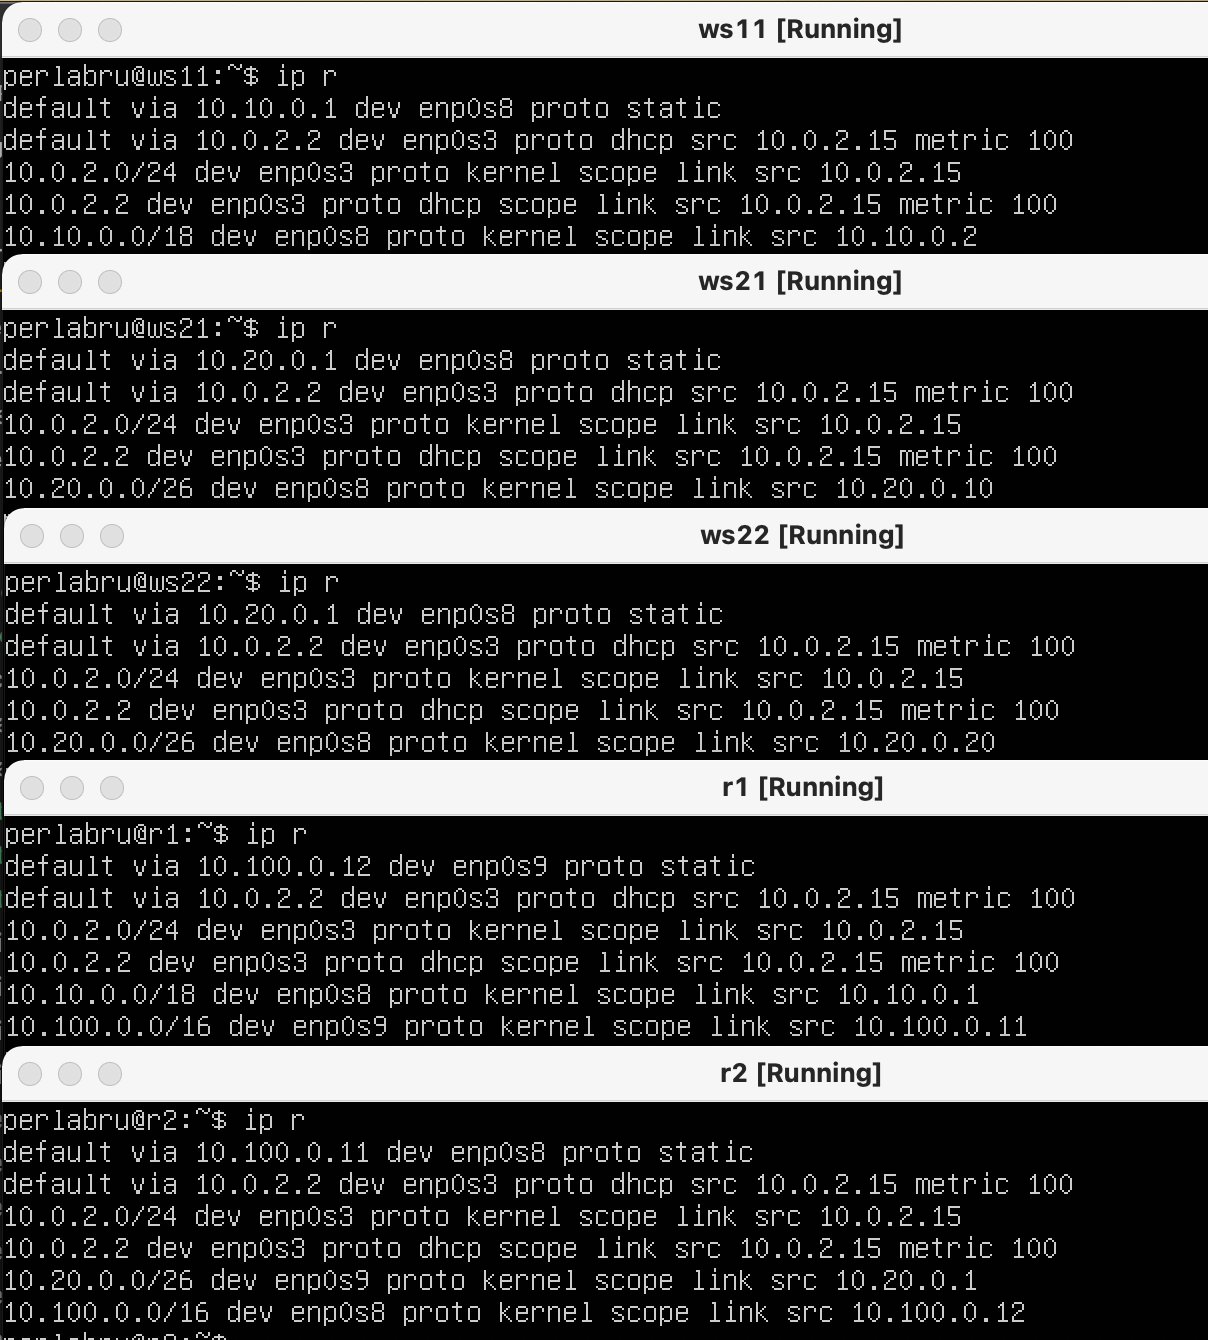 ws11 [Running]
perlabru@ws11:~$ ip r
default via 10.10.0.1 dev enp0s8 proto static
default via 10.0.2.2 dev enp0s3 proto dhcp src 10.0.2.15 metric 100
10.0.2.0/24 dev enp0s3 proto kernel scope link src 10.0.2.15
10.0.2.2 dev enp0s3 proto dhcp scope link src 10.0.2.15 metric 100
10.10.0.0/18 dev enp0s8 proto kernel scope link src 10.10.0.2
ws21 [Running]
perlabru@ws21:~$ ip r
default via 10.20.0.1 dev enp0s8 proto static
default via 10.0.2.2 dev enp0s3 proto dhcp src 10.0.2.15 metric 100
10.0.2.0/24 dev enp0s3 proto kernel scope link src 10.0.2.15
10.0.2.2 dev enp0s3 proto dhcp scope link src 10.0.2.15 metric 100
10.20.0.0/26 dev enp0s8 proto kernel scope link src 10.20.0.10
ws22 [Running]
perlabru@ws22:~$ ip r
default via 10.20.0.1 dev enp0s8 proto static
default via 10.0.2.2 dev enp0s3 proto dhcp src 10.0.2.15 metric 100
10.0.2.0/24 dev enp0s3 proto kernel scope link src 10.0.2.15
10.0.2.2 dev enp0s3 proto dhcp scope link src 10.0.2.15 metric 100
10.20.0.0/26 dev enp0s8 proto kernel scope link src 10.20.0.20
r1 [Running]
perlabru@r1:~$ ip r
default via 10.100.0.12 dev enp0s9 proto static
default via 10.0.2.2 dev enp0s3 proto dhcp src 10.0.2.15 metric 100
10.0.2.0/24 dev enp0s3 proto kernel scope link src 10.0.2.15
10.0.2.2 dev enp0s3 proto dhcp scope link src 10.0.2.15 metric 100
10.10.0.0/18 dev enp0s8 proto kernel scope link src 10.10.0.1
10.100.0.0/16 dev enp0s9 proto kernel scope link src 10.100.0.11
r2 [Running]
perlabru@r2:~$ ip r
default via 10.100.0.11 dev enp0s8 proto static
default via 10.0.2.2 dev enp0s3 proto dhcp src 10.0.2.15 metric 100
10.0.2.0/24 dev enp0s3 proto kernel scope link src 10.0.2.15
10.0.2.2 dev enp0s3 proto dhcp scope link src 10.0.2.15 metric 100
10.20.0.0/26 dev enp0s9 proto kernel scope link src 10.20.0.1
10.100.0.0/16 dev enp0s8 proto kernel scope link src 10.100.0.12